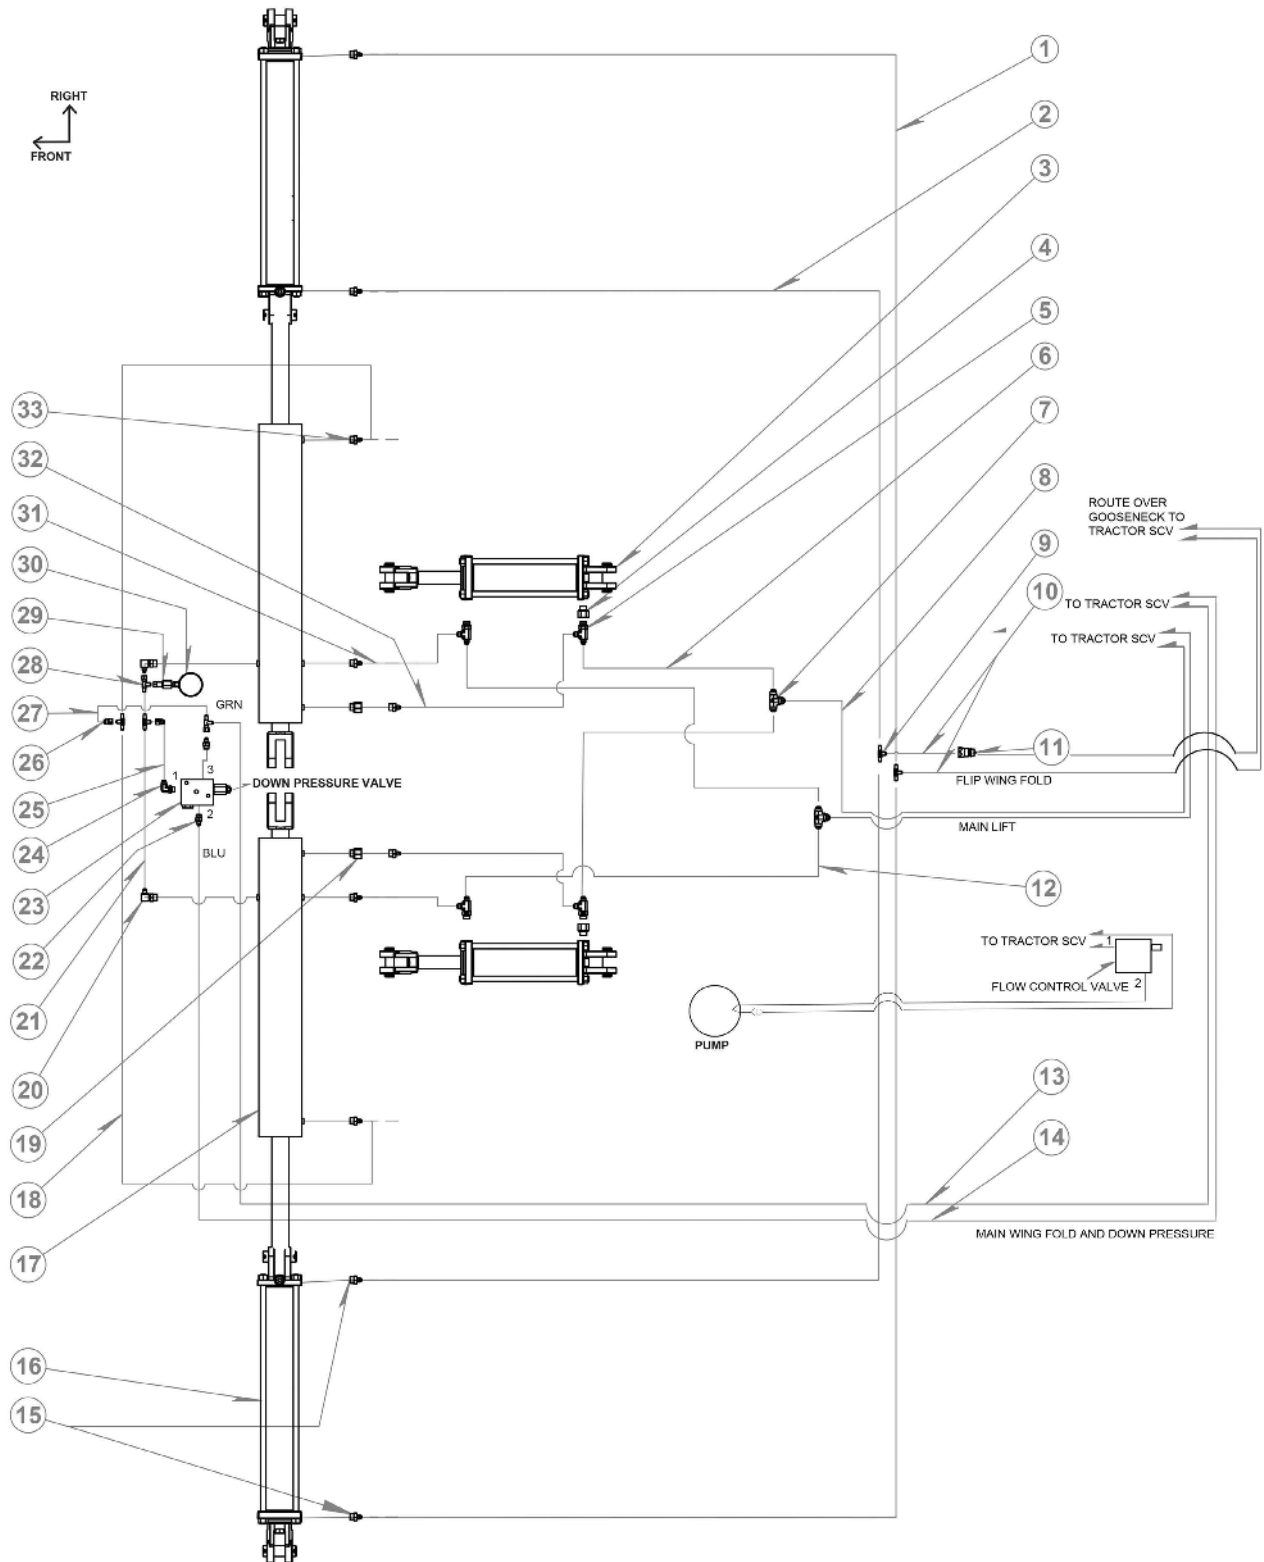 1
RIGHT
2
FRONT
3
4
5
6
7
33
32
8
31
ROUTE OVER
GOOSENECK TO
TRACTOR SCV
9
30
10
29
TO TRACTOR SCV
28
TO TRACTOR SCV
GRN
27
26
11
3
1
DOWN PRESSURE VALVE
FLIP WING FOLD
25
2
24
BLU
MAIN LIFT
23
12
22
TO TRACTOR SCV
1
21
FLOW CONTROL VALVE
2
PUMP
20
13
19
14
18
MAIN WING FOLD AND DOWN PRESSURE
17
16
15